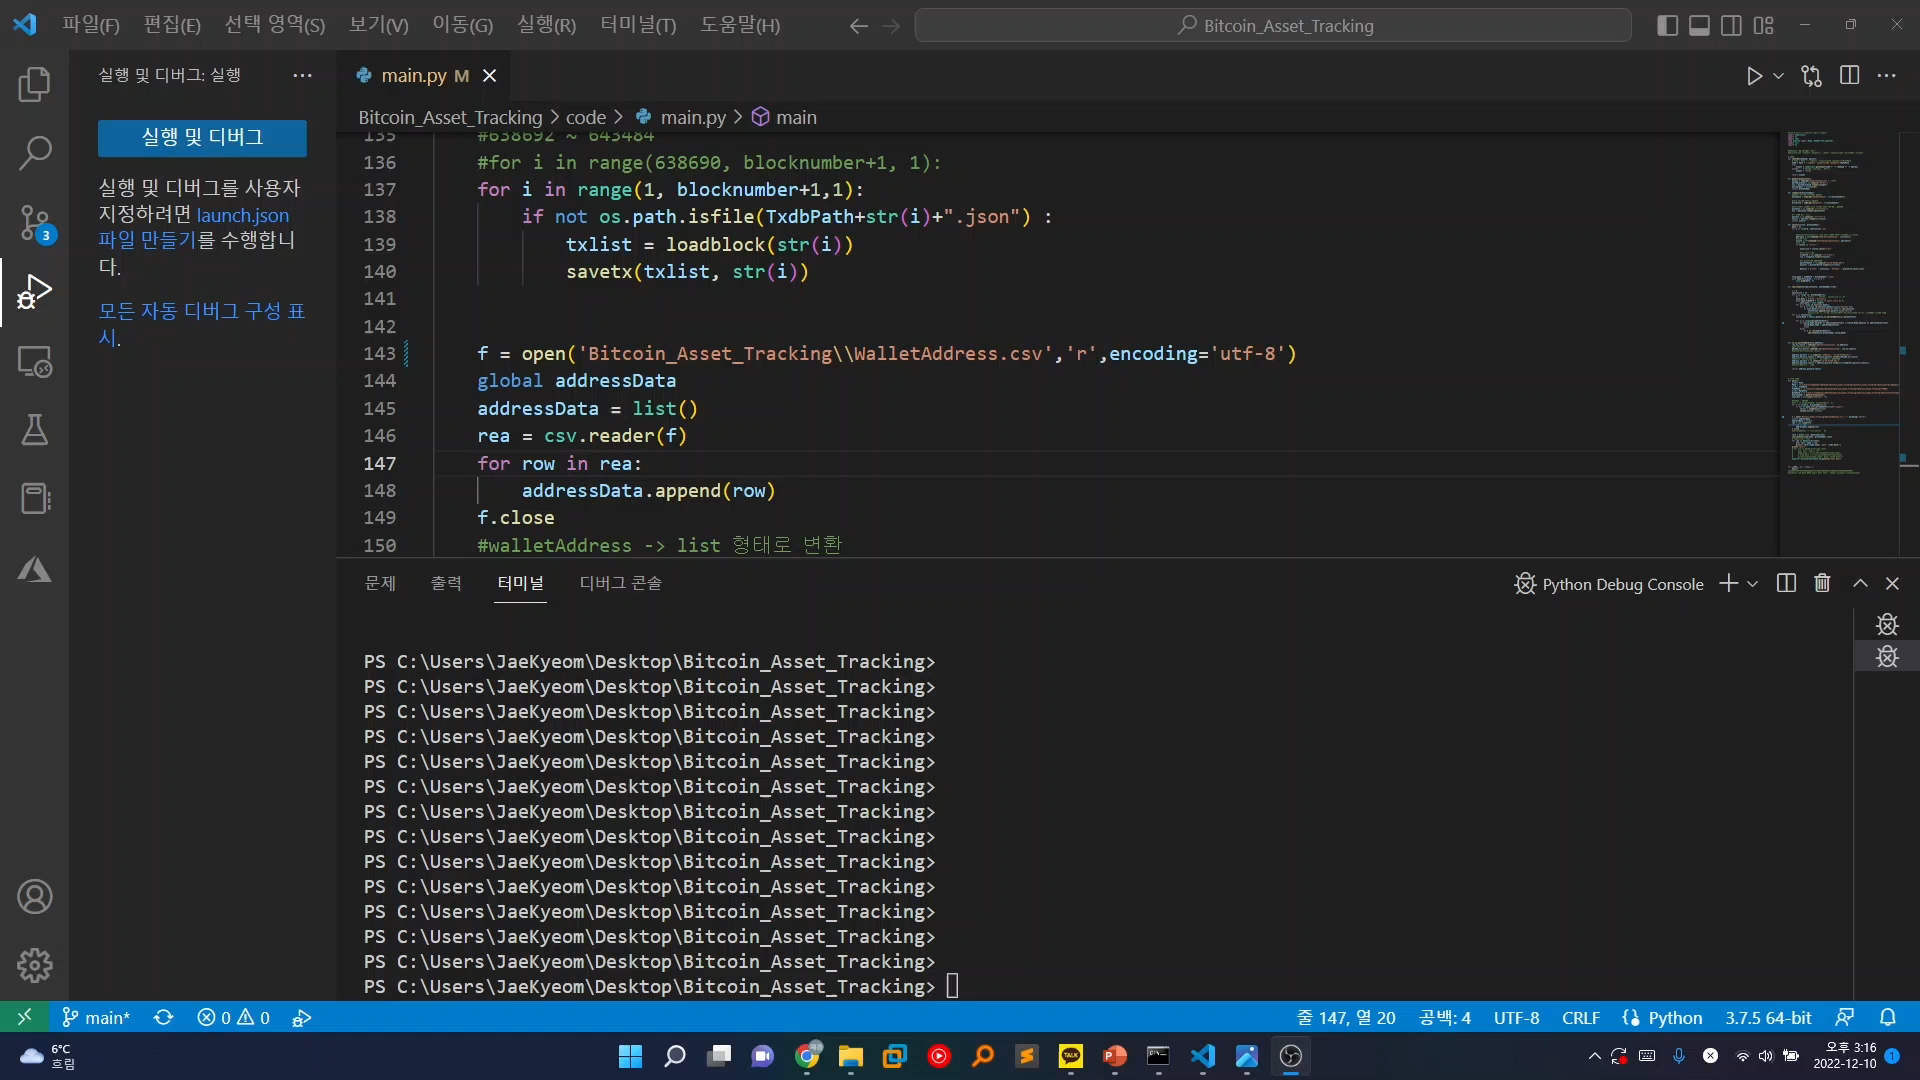 파일(F) 편집(E) 선택 영역(S) 보기(V) 이동(G) 실행(R) 터미널(T) 도움말(H)
Bitcoin_Asset_Tracking
실행 및 디버그: 실행
main.py M
실행 및 디버그
실행 및 디버그를 사용자
지정하려면 launch.json
파일 만들기를 수행합니
다.
모든 자동 디버그 구성 표
시.
3
Bitcoin_Asset_Tracking > code > main.py > main
135 #638692 ~ 643484
136 #for i in range(638690, blocknumber+1, 1):
137 for i in range(1, blocknumber+1,1):
138 if not os.path.isfile(TxdbPath+str(i)+".json") :
139 txlist = loadblock(str(i))
140 savetx(txlist, str(i))
141
142
143 f = open('Bitcoin_Asset_Tracking\\WalletAddress.csv','r',encoding='utf-8')
144 global addressData
145 addressData = list()
146 rea = csv.reader(f)
147 for row in rea:
148 addressData.append(row)
149 f.close
150 #walletAddress -> list 형태로 변환
문제 출력 터미널 디버그 콘솔
Python Debug Console
PS C:\Users\JaeKyeom\Desktop\Bitcoin_Asset_Tracking>
PS C:\Users\JaeKyeom\Desktop\Bitcoin_Asset_Tracking>
PS C:\Users\JaeKyeom\Desktop\Bitcoin_Asset_Tracking>
PS C:\Users\JaeKyeom\Desktop\Bitcoin_Asset_Tracking>
PS C:\Users\JaeKyeom\Desktop\Bitcoin_Asset_Tracking>
PS C:\Users\JaeKyeom\Desktop\Bitcoin_Asset_Tracking>
PS C:\Users\JaeKyeom\Desktop\Bitcoin_Asset_Tracking>
PS C:\Users\JaeKyeom\Desktop\Bitcoin_Asset_Tracking>
PS C:\Users\JaeKyeom\Desktop\Bitcoin_Asset_Tracking>
PS C:\Users\JaeKyeom\Desktop\Bitcoin_Asset_Tracking>
PS C:\Users\JaeKyeom\Desktop\Bitcoin_Asset_Tracking>
PS C:\Users\JaeKyeom\Desktop\Bitcoin_Asset_Tracking>
PS C:\Users\JaeKyeom\Desktop\Bitcoin_Asset_Tracking>
PS C:\Users\JaeKyeom\Desktop\Bitcoin_Asset_Tracking>
main* 0 0 줄 147, 열 20 공백: 4 UTF-8 CRLF Python 3.7.5 64-bit
6°C
흐림
TALK
오후 3:16
2022-12-10
1